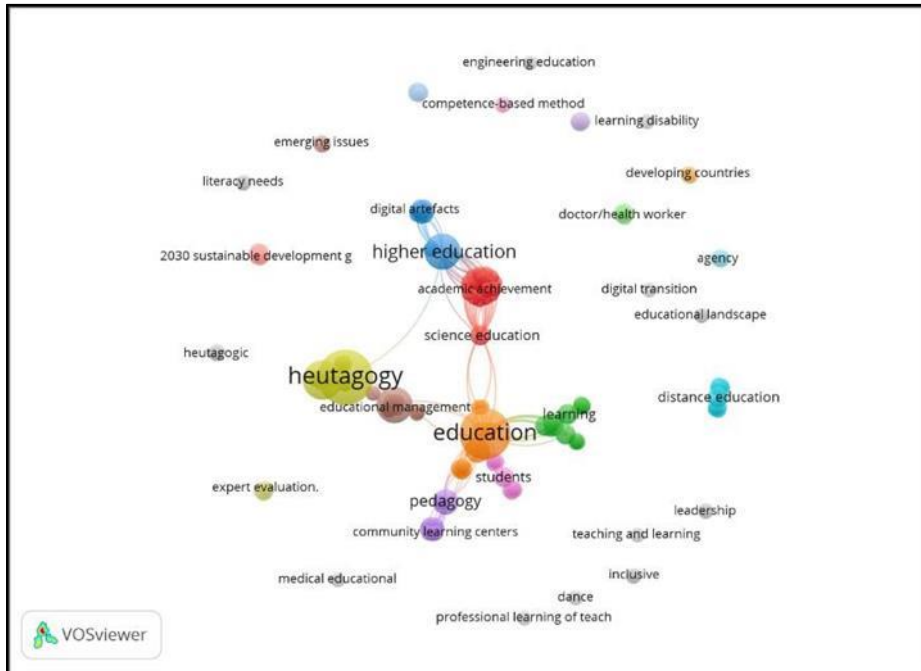 engineering education
competence-based method
learning disability
emerging issues
developing countries
literacy needs
digital artefacts
doctor/health worker
higher education
2030 sustainable development g
agency
academic achievement
digital transition
educational landscape
science education
heutagogic
heutagogy
distance education
educational management
learning
education
students
expert evaluation.
pedagogy
leadership
community learning centers
teaching and learning
inclusive
medical educational
dance
professional learning of teach
VOSviewer